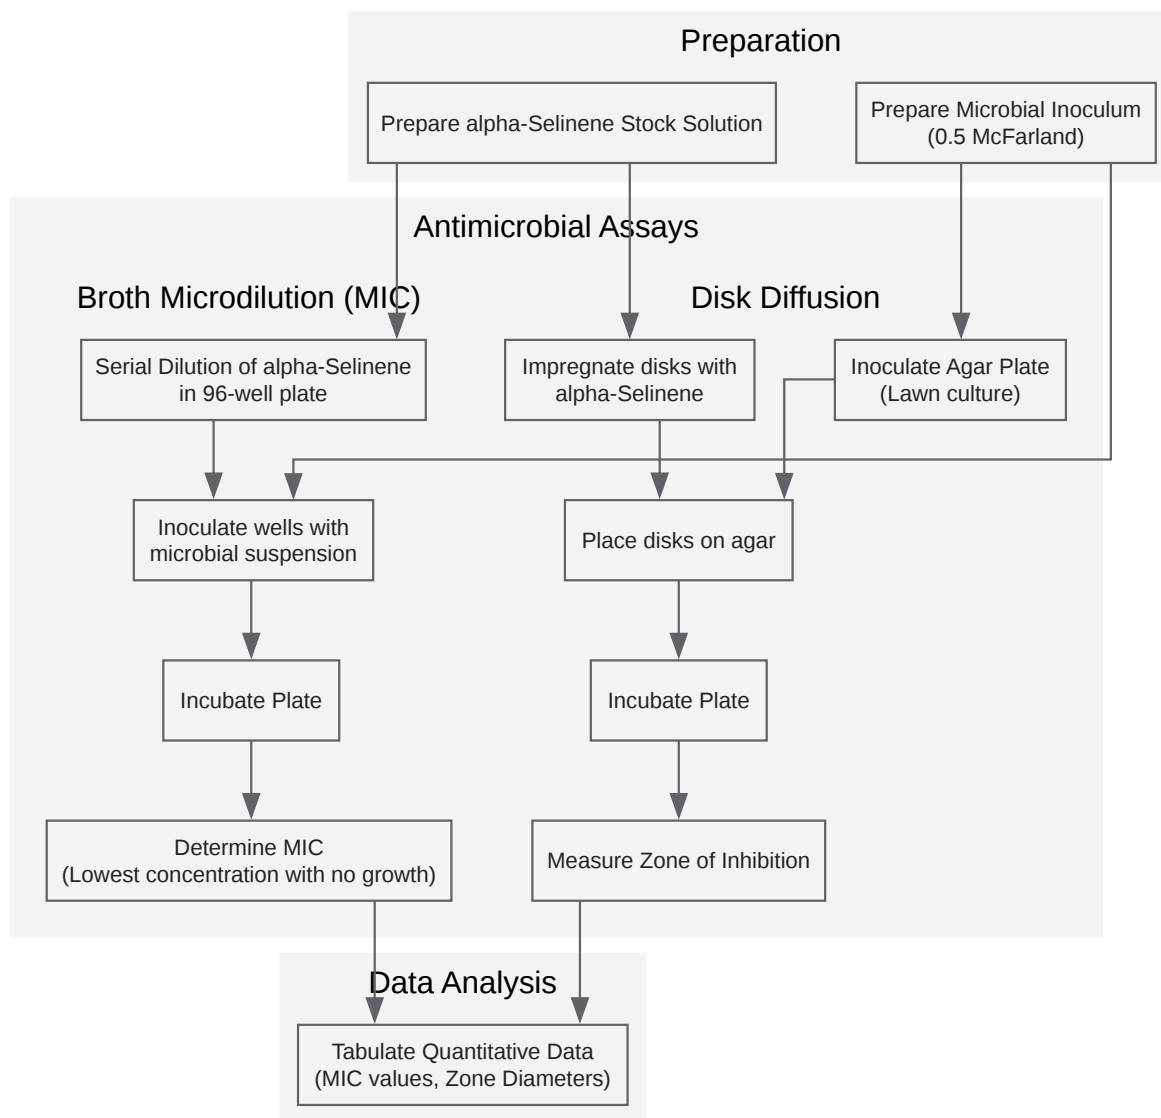 Preparation
Prepare alpha-Selinene Stock Solution
Prepare Microbial Inoculum
(0.5 McFarland)
Antimicrobial Assays
Broth Microdilution (MIC)
Disk Diffusion
Serial Dilution of alpha-Selinene
in 96-well plate
Impregnate disks with
alpha-Selinene
Inoculate Agar Plate
(Lawn culture)
Inoculate wells with
microbial suspension
Place disks on agar
Incubate Plate
Incubate Plate
Determine MIC
(Lowest concentration with no growth)
Measure Zone of Inhibition
Data Analysis
Tabulate Quantitative Data
(MIC values, Zone Diameters)